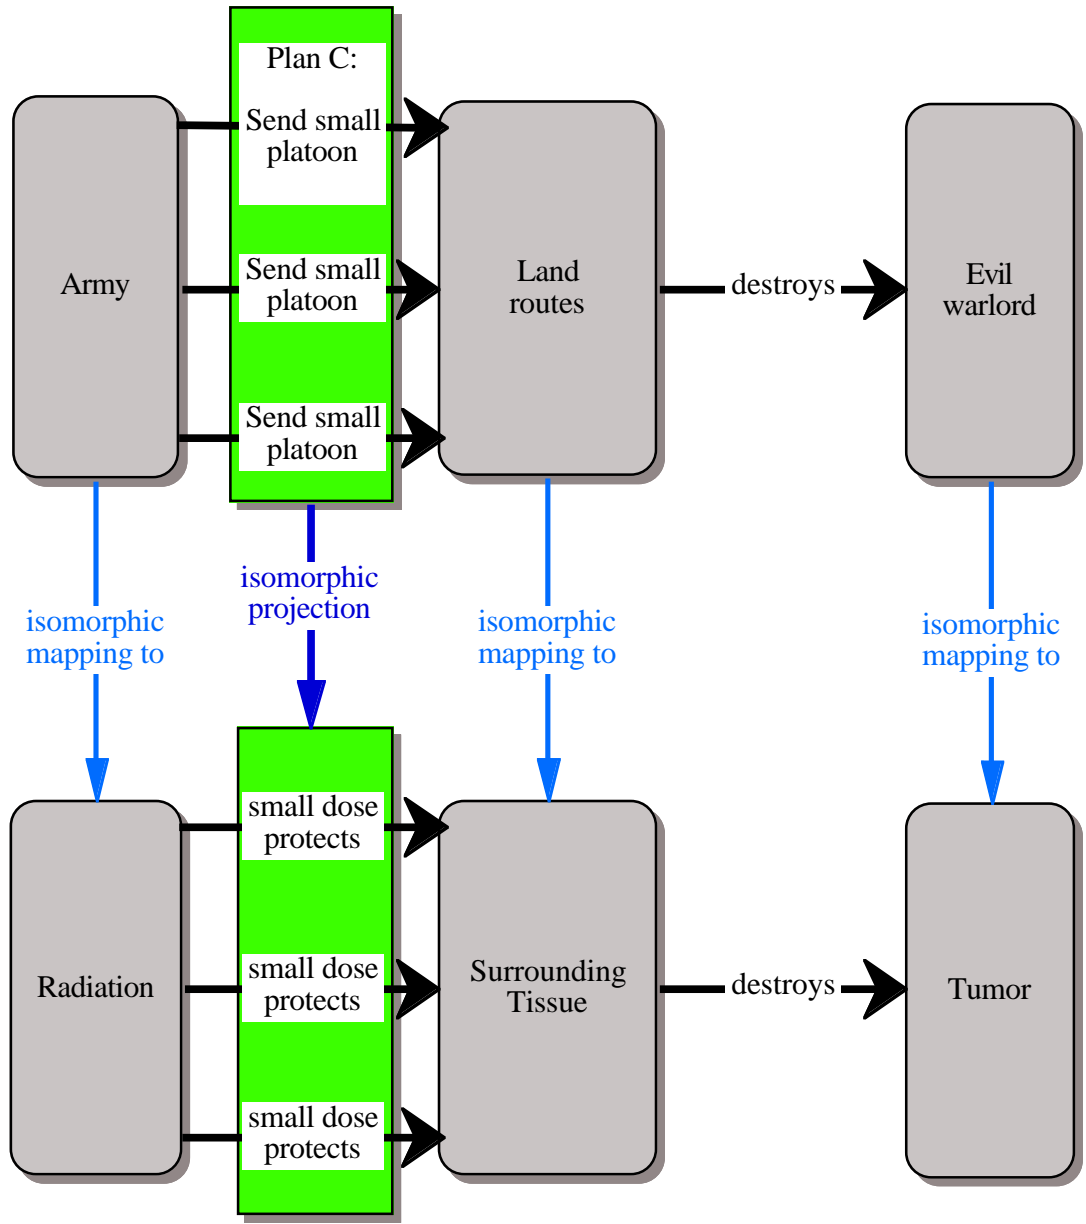 Plan C:
Send small
platoon
Army
Send small
platoon
Land
routes
destroys
Evil
warlord
Send small
platoon
isomorphic
projection
isomorphic
mapping to
isomorphic
mapping to
isomorphic
mapping to
small dose
protects
Radiation
small dose
protects
Surrounding
Tissue
destroys
Tumor
small dose
protects